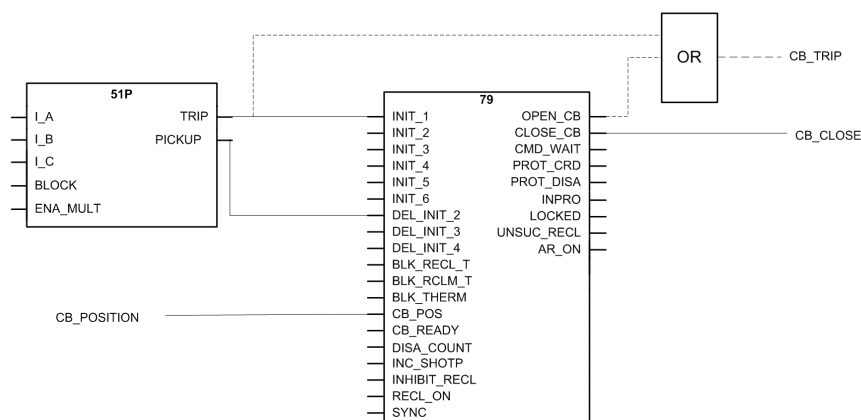 OR
CB_TRIP
51P
I_A
I_B
I_C
BLOCK
ENA_MULT
TRIP
PICKUP
79
INIT_1
INIT_2
INIT_3
INIT_4
INIT_5
INIT_6
DEL_INIT_2
DEL_INIT_3
DEL_INIT_4
BLK_RECL_T
BLK_RCLM_T
BLK_THERM
CB_POS
CB_READY
DISA_COUNT
INC_SHOTP
INHIBIT_RECL
RECL_ON
SYNC
OPEN_CB
CLOSE_CB
CMD_WAIT
PROT_CRD
PROT_DISA
INPRO
LOCKED
UNSUC_RECL
AR_ON
CB_CLOSE
CB_POSITION